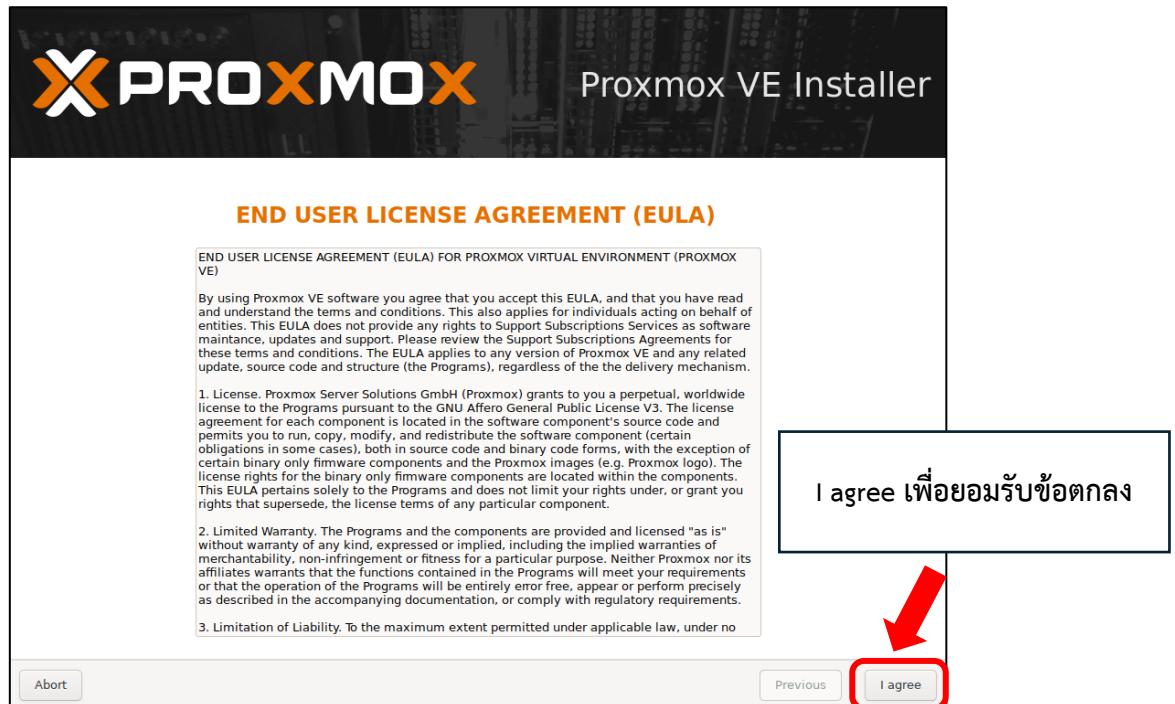 PROXMOX
Proxmox VE Installer
END USER LICENSE AGREEMENT (EULA)
END USER LICENSE AGREEMENT (EULA) FOR PROXMOX VIRTUAL ENVIRONMENT (PROXMOX
VE)
By using Proxmox VE software you agree that you accept this EULA, and that you have read
and understand the terms and conditions. This also applies for individuals acting on behalf of
entities. This EULA does not provide any rights to Support Subscriptions Services as software
maintance, updates and support. Please review the Support Subscriptions Agreements for
these terms and conditions. The EULA applies to any version of Proxmox VE and any related
update, source code and structure (the Programs), regardless of the the delivery mechanism.
1. License. Proxmox Server Solutions GmbH (Proxmox) grants to you a perpetual, worldwide
license to the Programs pursuant to the GNU Affero General Public License V3. The license
agreement for each component is located in the software component's source code and
permits you to run, copy, modify, and redistribute the software component (certain
obligations in some cases), both in source code and binary code forms, with the exception of
certain binary only fimware components and the Proxmox images (e.g. Proxmox logo). The
license rights for the binary only firmware components are located within the components.
This EULA pertains solely to the Programs and does not limit your rights under, or grant you
rights that supersede, the license terms of any particular component.
2. Limited Warranty. The Programs and the components are provided and licensed "as is"
without warranty of any kind, expressed or implied, including the implied warranties of
merchantability, non-infringement or fitness for a particular purpose. Neither Proxmox nor its
affiliates warrants that the functions contained in the Programs will meet your requirements
or that the operation of the Programs will be entirely error free, appear or perform precisely
as described in the accompanying documentation, or comply with regulatory requirements.
3. Limitation of Liability. To the maximum extent permitted under applicable law, under no
I agree เพื่อยอมรับข้อตกลง
Abort
Previous
I agree